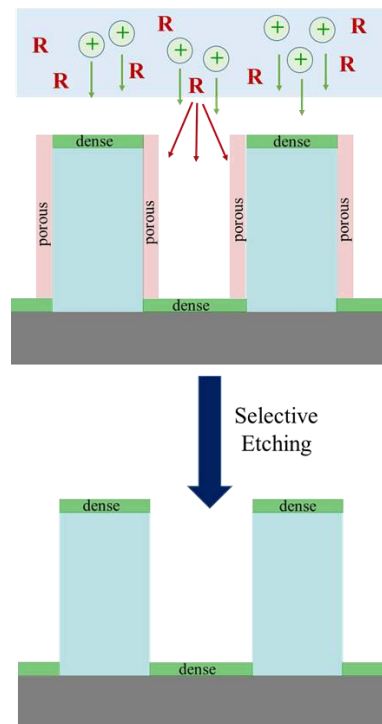 R + + R + R + + R
R R + R + R
dense dense
porous porous porous porous
dense
Selective
Etching
dense dense
dense